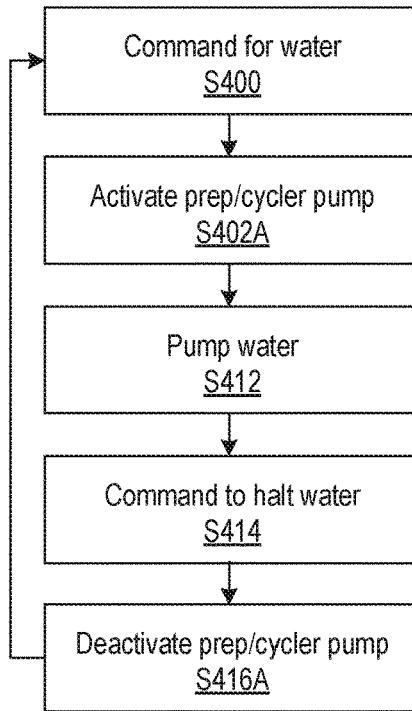 Command for water
S400
Activate prep/cycler pump
S402A
Pump water
S412
Command to halt water
S414
Deactivate prep/cycler pump
S416A